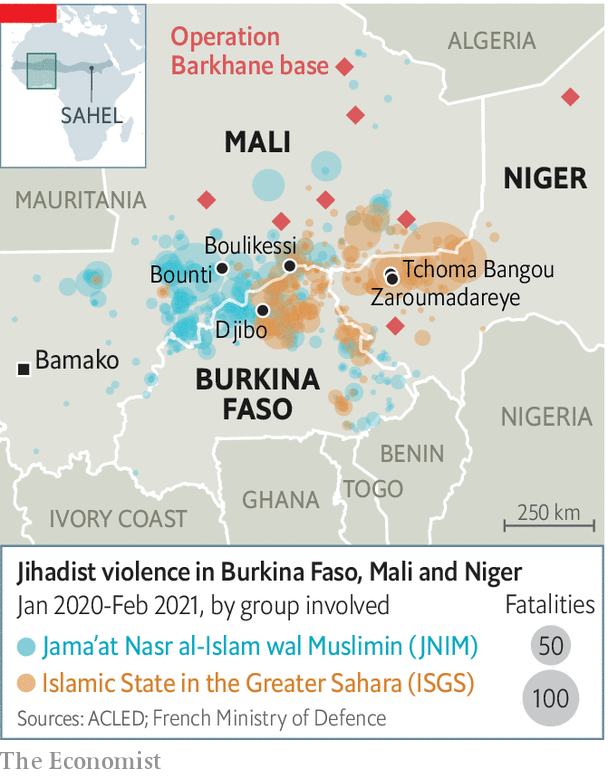 Operation
Barkhane base
ALGERIA
SAHEL
MALI
NIGER
MAURITANIA
Boulikessi
Bounti
Tchoma Bangou
Zaroumadareye
Djibo
Bamako
BURKINA
FASO
NIGERIA
BENIN
TOGO
GHANA
IVORY COAST
250 km
Jihadist violence in Burkina Faso, Mali and Niger
Jan 2020-Feb 2021, by group involved
Fatalities
Jama’at Nasr al-Islam wal Muslimin (JNIM)
50
Islamic State in the Greater Sahara (ISGS)
100
Sources: ACLED; French Ministry of Defence
The Economist